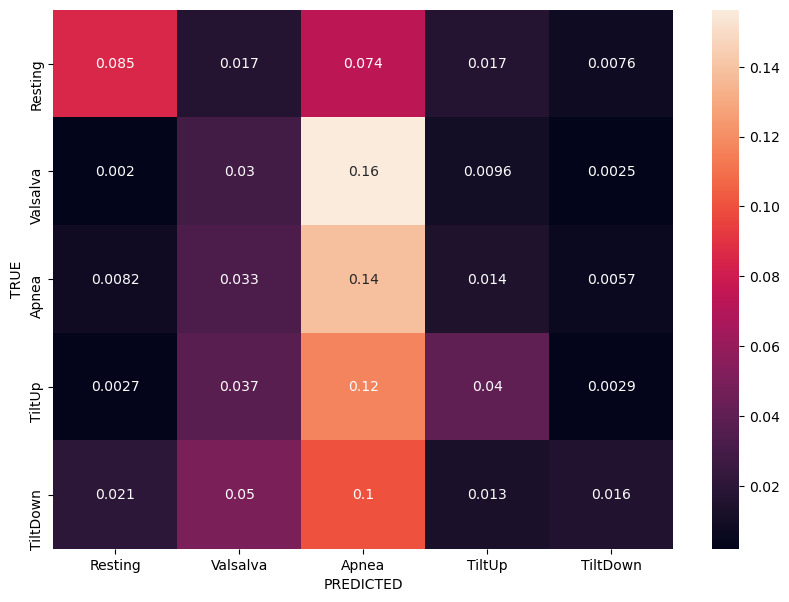 Resting 0.085 0.017 0.074 0.017 0.0076
Valsalva 0.002 0.03 0.16 0.0096 0.0025
Apnea 0.0082 0.033 0.14 0.014 0.0057
TiltUp 0.0027 0.037 0.12 0.04 0.0029
TiltDown 0.021 0.05 0.1 0.013 0.016
TRUE
Resting Valsalva Apnea TiltUp TiltDown
PREDICTED
0.14
0.12
0.10
0.08
0.06
0.04
0.02